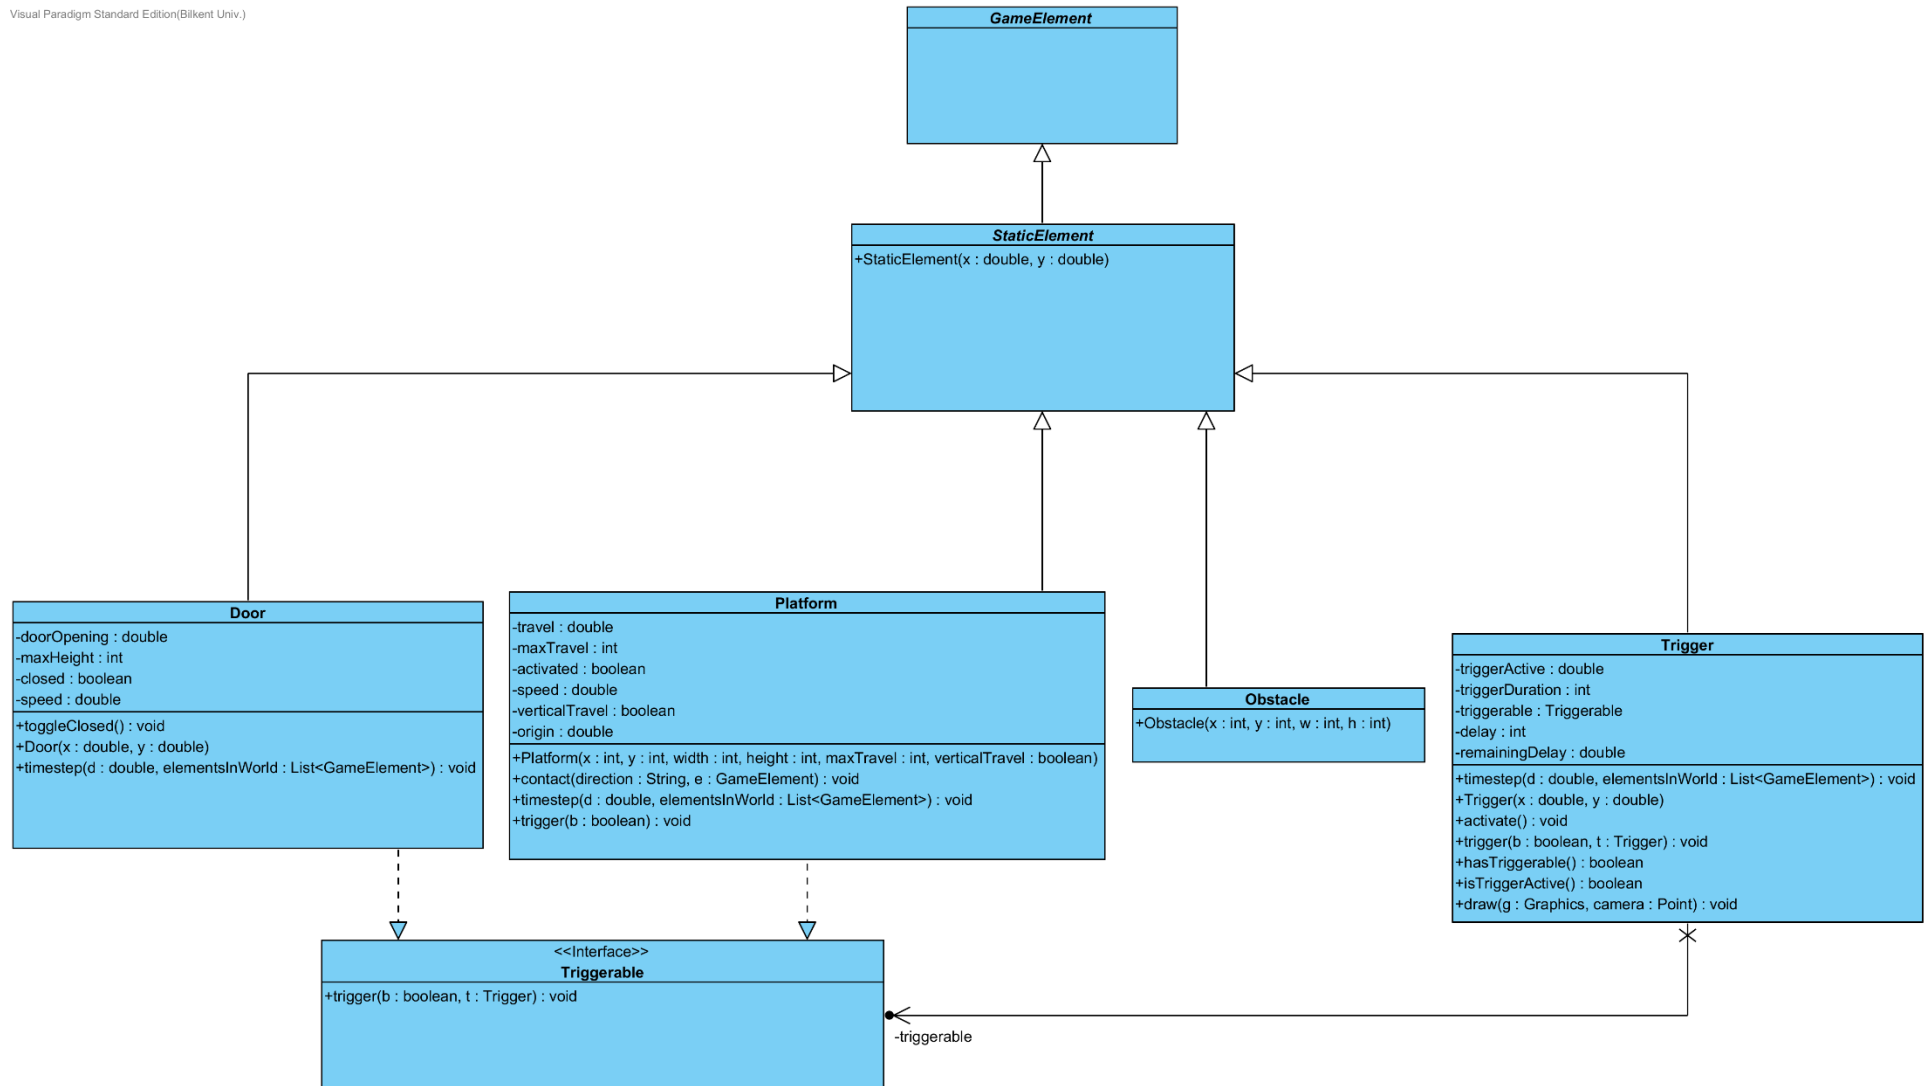 Visual Paradigm Standard Edition(Bilkent Univ.)
GameElement
StaticElement
+StaticElement(x : double, y : double)
Door
-doorOpening : double
-maxHeight : int
-closed : boolean
-speed : double
+toggleClosed() : void
+Door(x : double, y : double)
+timestep(d : double, elementsInWorld : List<GameElement>) : void
Platform
-travel : double
-maxTravel : int
-activated : boolean
-speed : double
-verticalTravel : boolean
-origin : double
+Platform(x : int, y : int, width : int, height : int, maxTravel : int, verticalTravel : boolean)
+contact(direction : String, e : GameElement) : void
+timestep(d : double, elementsInWorld : List<GameElement>) : void
+trigger(b : boolean) : void
Obstacle
+Obstacle(x : int, y : int, w : int, h : int)
Trigger
-triggerActive : double
-triggerDuration : int
-triggerable : Triggerable
-delay : int
-remainingDelay : double
+timestep(d : double, elementsInWorld : List<GameElement>) : void
+Trigger(x : double, y : double)
+activate() : void
+trigger(b : boolean, t : Trigger) : void
+hasTriggerable() : boolean
+isTriggerActive() : boolean
+draw(g : Graphics, camera : Point) : void
<<Interface>>
Triggerable
+trigger(b : boolean, t : Trigger) : void
-triggerable